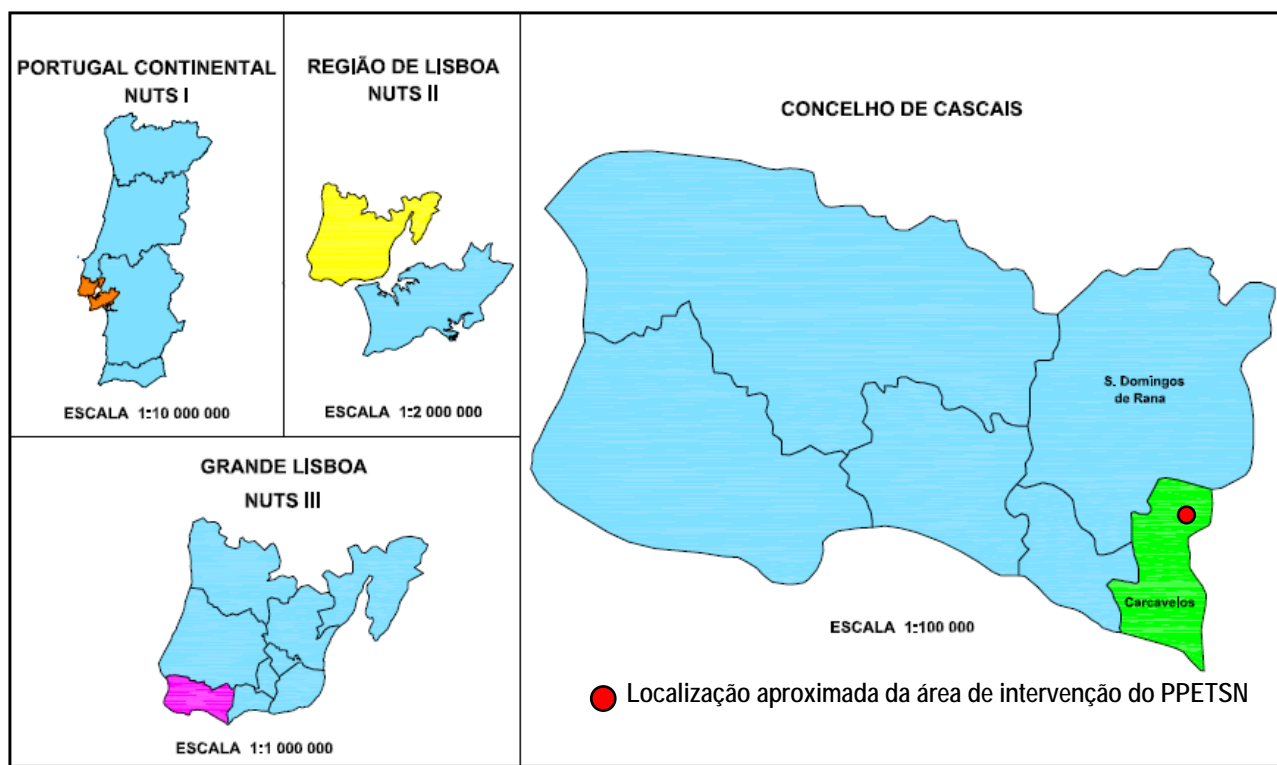 PORTUGAL CONTINENTAL
NUTS I
ESCALA 1:10 000 000
REGIÃO DE LISBOA
NUTS II
ESCALA 1:2 000 000
GRANDE LISBOA
NUTS III
ESCALA 1:1 000 000
CONCELHO DE CASCAIS
S. Domingos
de Rana
Carcavelos
ESCALA 1:100 000
Localização aproximada da área de intervenção do PPETSN